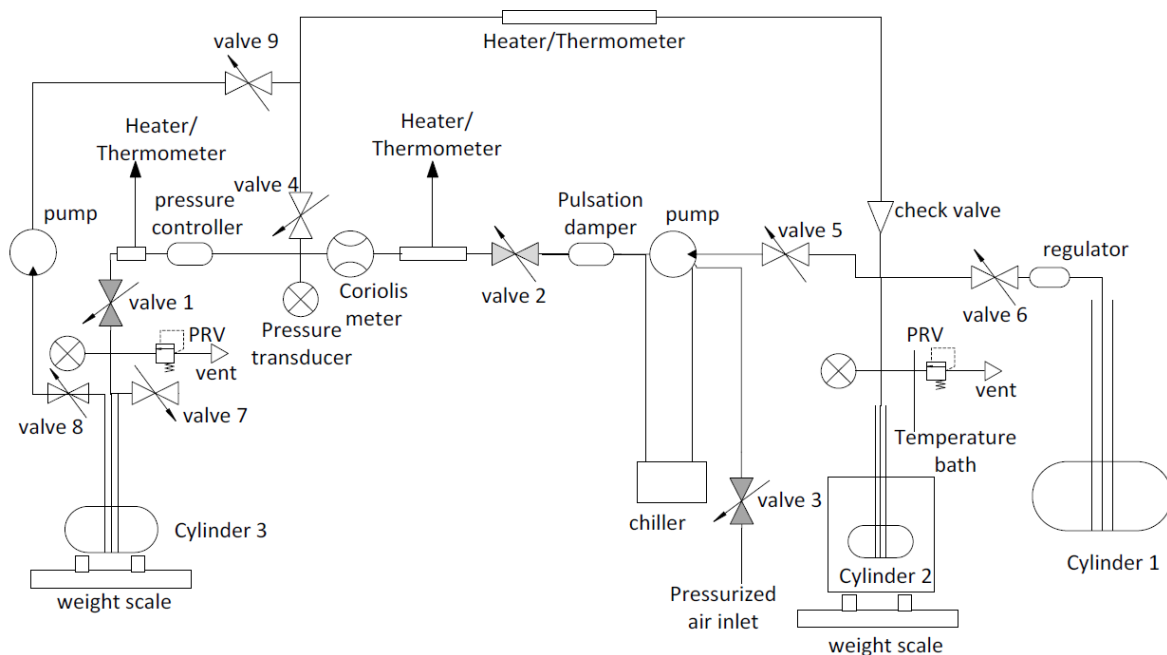 valve 9
Heater/Thermometer
Heater/
Thermometer
Heater/
Thermometer
valve 4
pressure
controller
pump
Pulsation
damper
pump
valve 5
check valve
regulator
valve 1
Coriolis
meter
valve 2
valve 6
Pressure
transducer
PRV
vent
PRV
vent
valve 8
valve 7
Temperature
bath
valve 3
chiller
Cylinder 3
Cylinder 2
Cylinder 1
weight scale
Pressurized
air inlet
weight scale